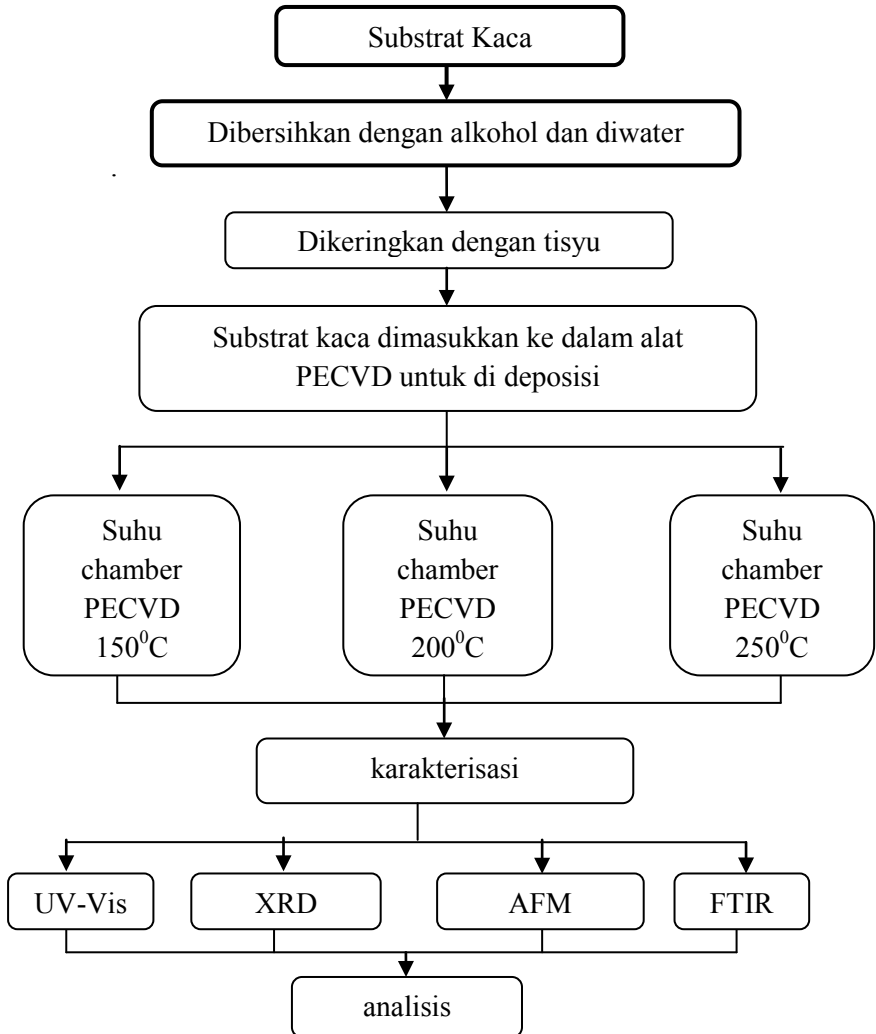 Substrat Kaca
Dibersihkan dengan alkohol dan diwater
Dikeringkan dengan tisyu
Substrat kaca dimasukkan ke dalam alat
PECVD untuk di deposisi
Suhu
chamber
PECVD
150⁰C
Suhu
chamber
PECVD
200⁰C
Suhu
chamber
PECVD
250⁰C
karakterisasi
UV-Vis
XRD
AFM
FTIR
analisis